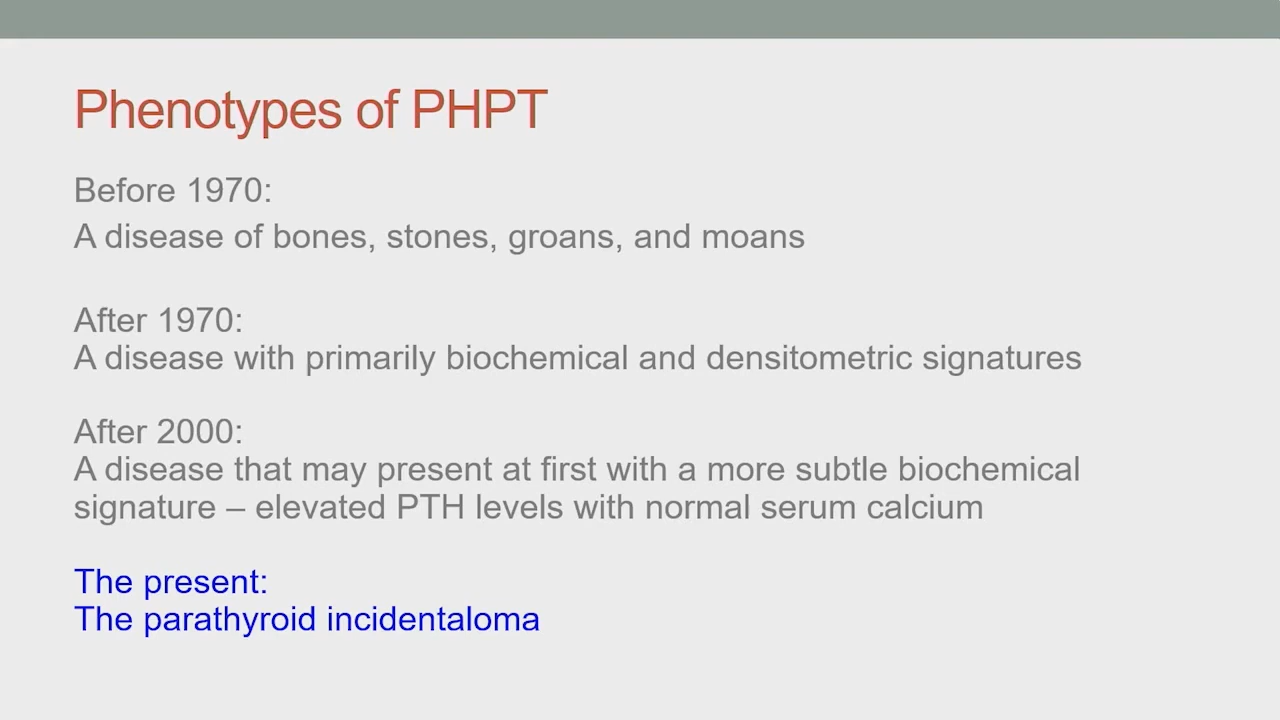 Phenotypes of PHPT
Before 1970:
A disease of bones, stones, groans, and moans
After 1970:
A disease with primarily biochemical and densitometric signatures
After 2000:
A disease that may present at first with a more subtle biochemical
signature – elevated PTH levels with normal serum calcium
The present:
The parathyroid incidentaloma